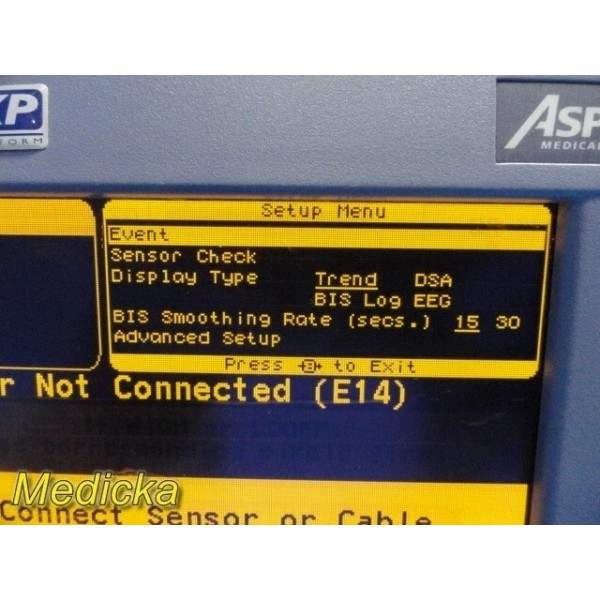 XP
ASP
MEDICAL
Setup Menu
Event
Sensor Check
Display Type Trend DSA
BIS Log EEG
BIS Smoothing Rate (secs.) 15 30
Advanced Setup
Press to Exit
r Not Connected (E14)
Medicka
Connect Sensor or Cable